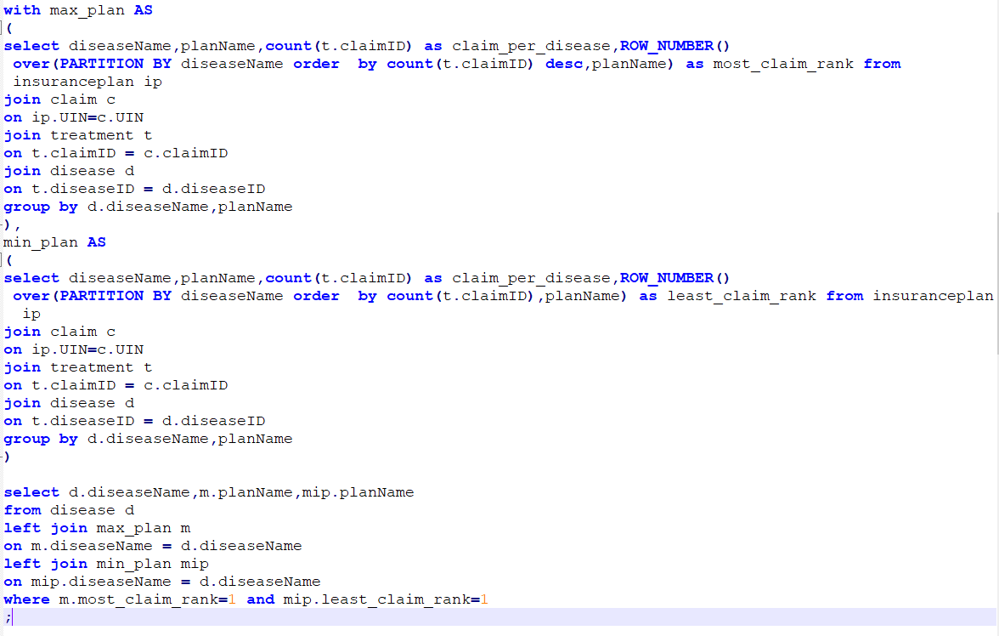 with max_plan AS
(
select diseaseName,planName,count(t.claimID) as claim_per_disease,ROW_NUMBER()
over(PARTITION BY diseaseName order  by count(t.claimID) desc,planName) as most_claim_rank from
insuranceplan ip
join claim c
on ip.UIN=c.UIN
join treatment t
on t.claimID = c.claimID
join disease d
on t.diseaseID = d.diseaseID
group by d.diseaseName,planName
),
min_plan AS
(
select diseaseName,planName,count(t.claimID) as claim_per_disease,ROW_NUMBER()
over(PARTITION BY diseaseName order  by count(t.claimID),planName) as least_claim_rank from insuranceplan
ip
join claim c
on ip.UIN=c.UIN
join treatment t
on t.claimID = c.claimID
join disease d
on t.diseaseID = d.diseaseID
group by d.diseaseName,planName
)
select d.diseaseName,m.planName,mip.planName
from disease d
left join max_plan m
on m.diseaseName = d.diseaseName
left join min_plan mip
on mip.diseaseName = d.diseaseName
where m.most_claim_rank=1 and mip.least_claim_rank=1
;